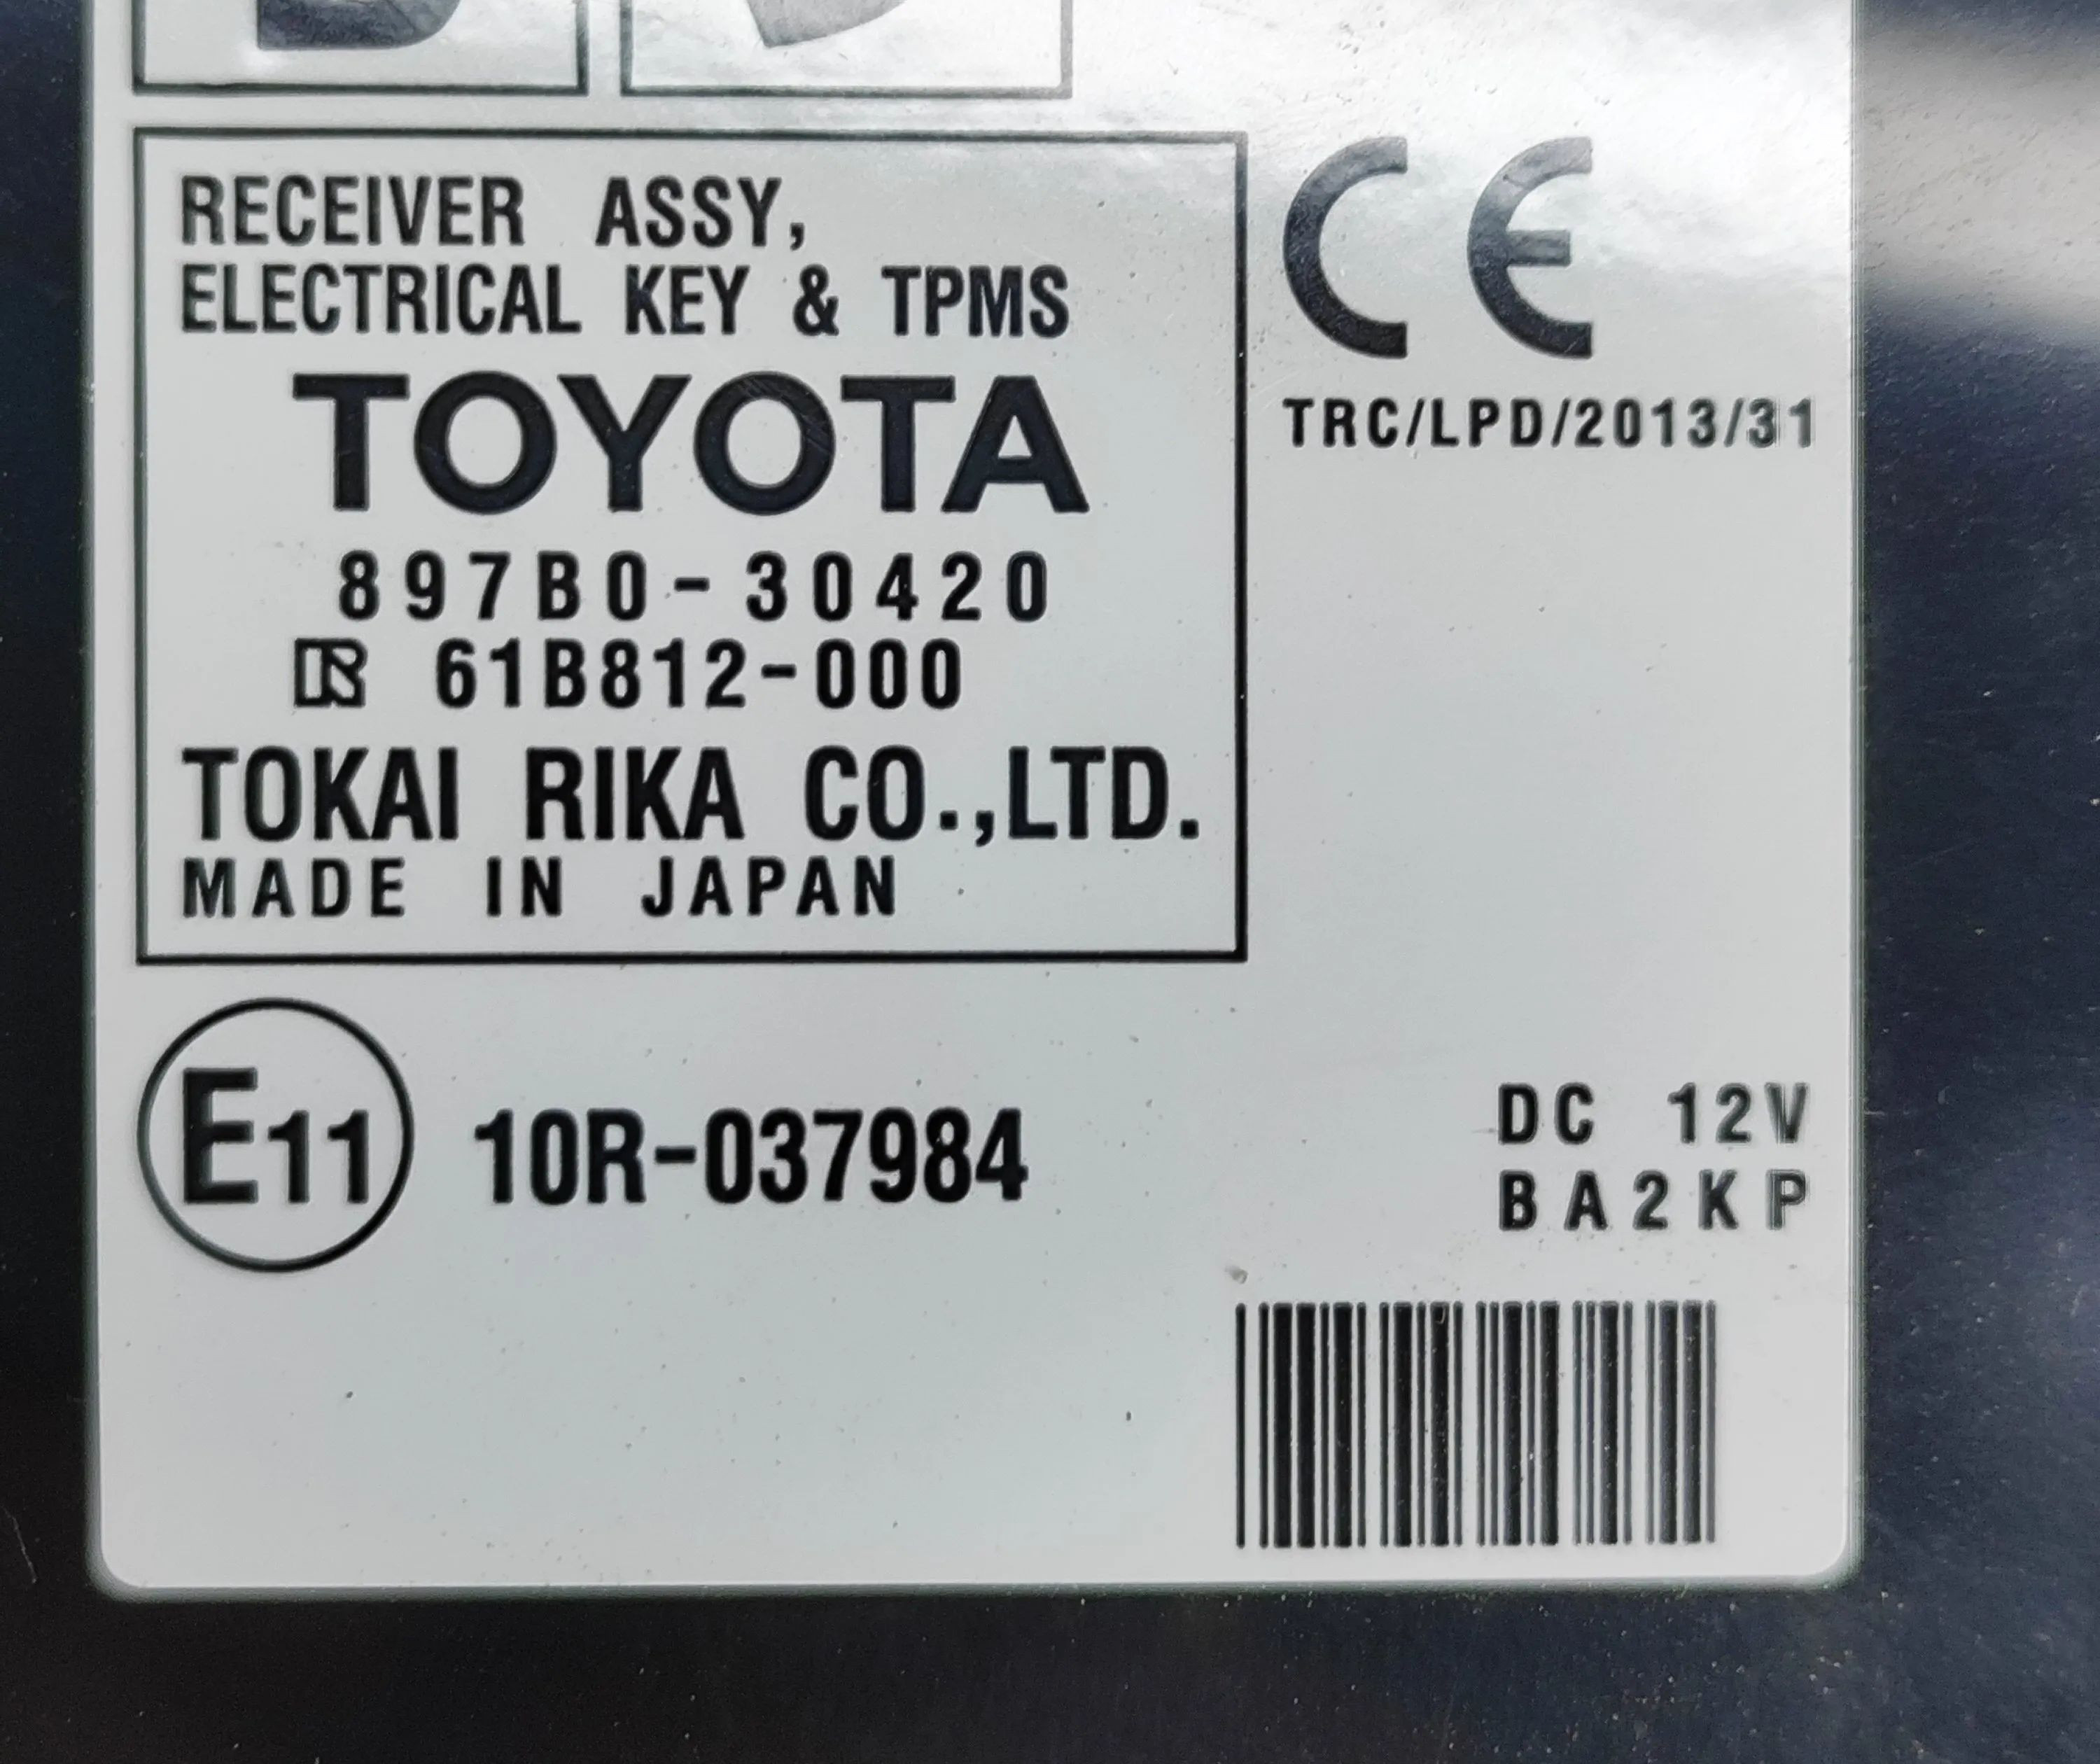 RECEIVER ASSY,
ELECTRICAL KEY & TPMS
TOYOTA
897B0-30420
61B812-000
TOKAI RIKA CO.,LTD.
MADE IN JAPAN
CE
TRC/LPD/2013/31
E11 10R-037984
DC 12V
BA2KP